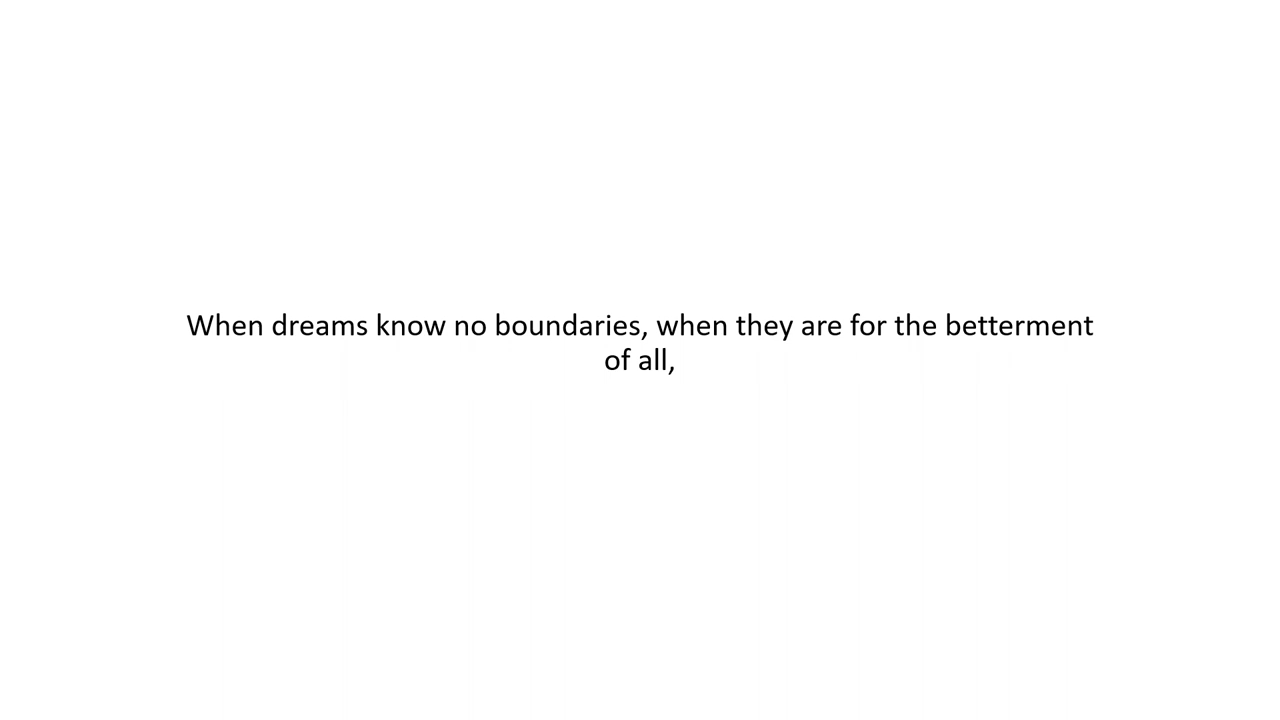 When dreams know no boundaries, when they are for the betterment
of all,